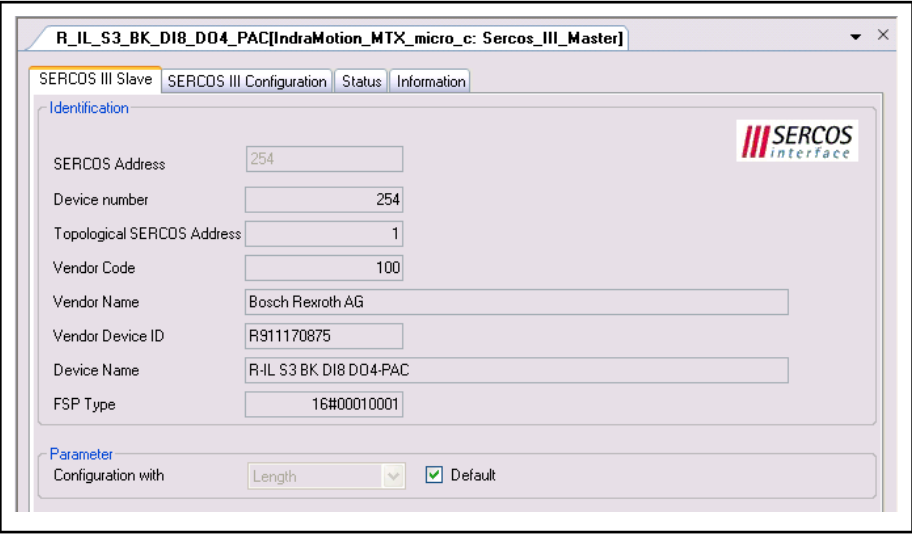 R_IL_S3_BK_DI8_DO4_PAC[IndraMotion_MTX_micro_c: Sercos_III_Master]
SERCOS III Slave SERCOS III Configuration Status Information
Identification
SERCOS interface
SERCOS Address 254
Device number 254
Topological SERCOS Address 1
Vendor Code 100
Vendor Name Bosch Rexroth AG
Vendor Device ID R911170875
Device Name R-IL S3 BK DI8 DO4-PAC
FSP Type 16#00010001
Parameter
Configuration with Length Default